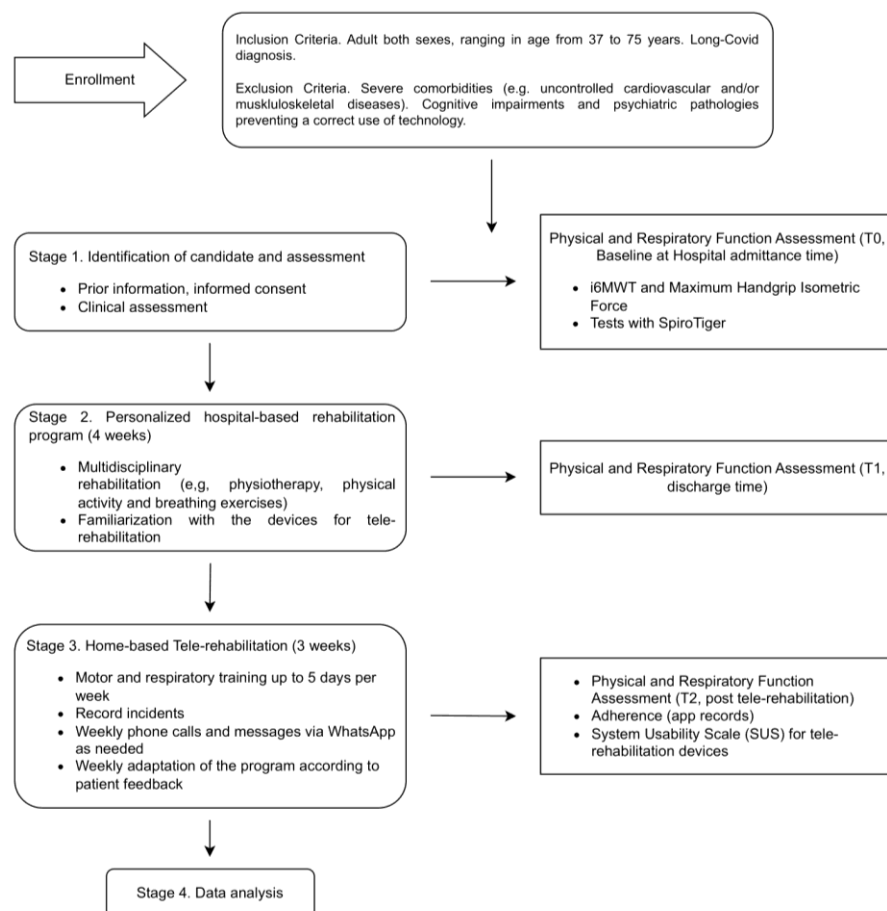 Enrollment
Inclusion Criteria. Adult both sexes, ranging in age from 37 to 75 years. Long-Covid
diagnosis.
Exclusion Criteria. Severe comorbidities (e.g. uncontrolled cardiovascular and/or
muskluloskeletal diseases). Cognitive impairments and psychiatric pathologies
preventing a correct use of technology.
Stage 1. Identification of candidate and assessment
• Prior information, informed consent
• Clinical assessment
Physical and Respiratory Function Assessment (T0,
Baseline at Hospital admittance time)
• i6MWT and Maximum Handgrip Isometric
Force
• Tests with SpiroTiger
Stage 2. Personalized hospital-based rehabilitation
program (4 weeks)
• Multidisciplinary
rehabilitation (e,g, physiotherapy, physical
activity and breathing exercises)
• Familiarization with the devices for tele-
rehabilitation
Physical and Respiratory Function Assessment (T1,
discharge time)
Stage 3. Home-based Tele-rehabilitation (3 weeks)
• Motor and respiratory training up to 5 days per
week
• Record incidents
• Weekly phone calls and messages via WhatsApp
as needed
• Weekly adaptation of the program according to
patient feedback
• Physical and Respiratory Function
Assessment (T2, post tele-rehabilitation)
• Adherence (app records)
• System Usability Scale (SUS) for tele-
rehabilitation devices
Stage 4. Data analysis